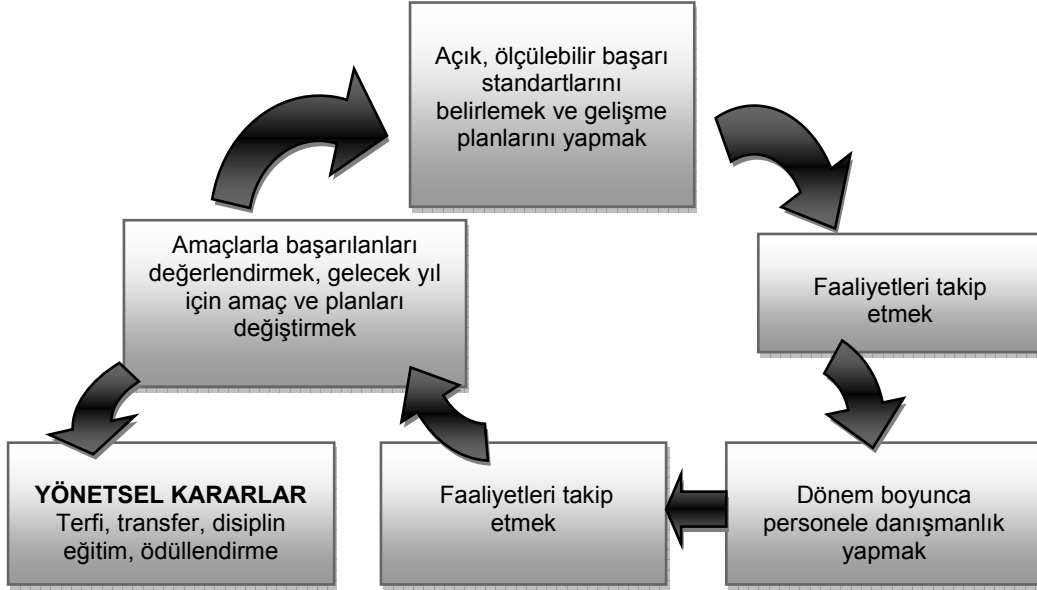 Açık, ölçülebilir başarı
standartlarını
belirlemek ve gelişme
planlarını yapmak
Amaçlarla başarılanları
değerlendirmek, gelecek yıl
için amaç ve planları
değiştirmek
Faaliyetleri takip
etmek
YÖNETSEL KARARLAR
Terfi, transfer, disiplin
eğitim, ödüllendirme
Faaliyetleri takip
etmek
Dönem boyunca
personele danışmanlık
yapmak